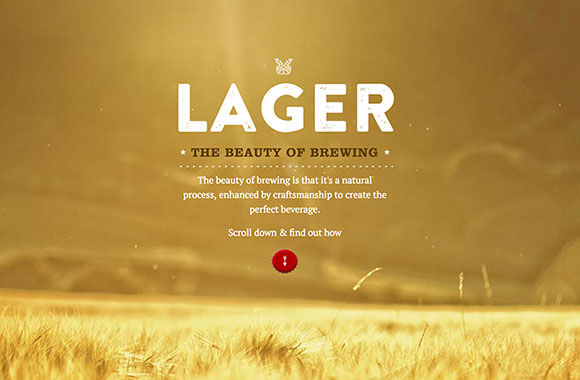 LAGER
THE BEAUTY OF BREWING
The beauty of brewing is that it's a natural
process, enhanced by craftsmanship to create the
perfect beverage.
Scroll down & find out how